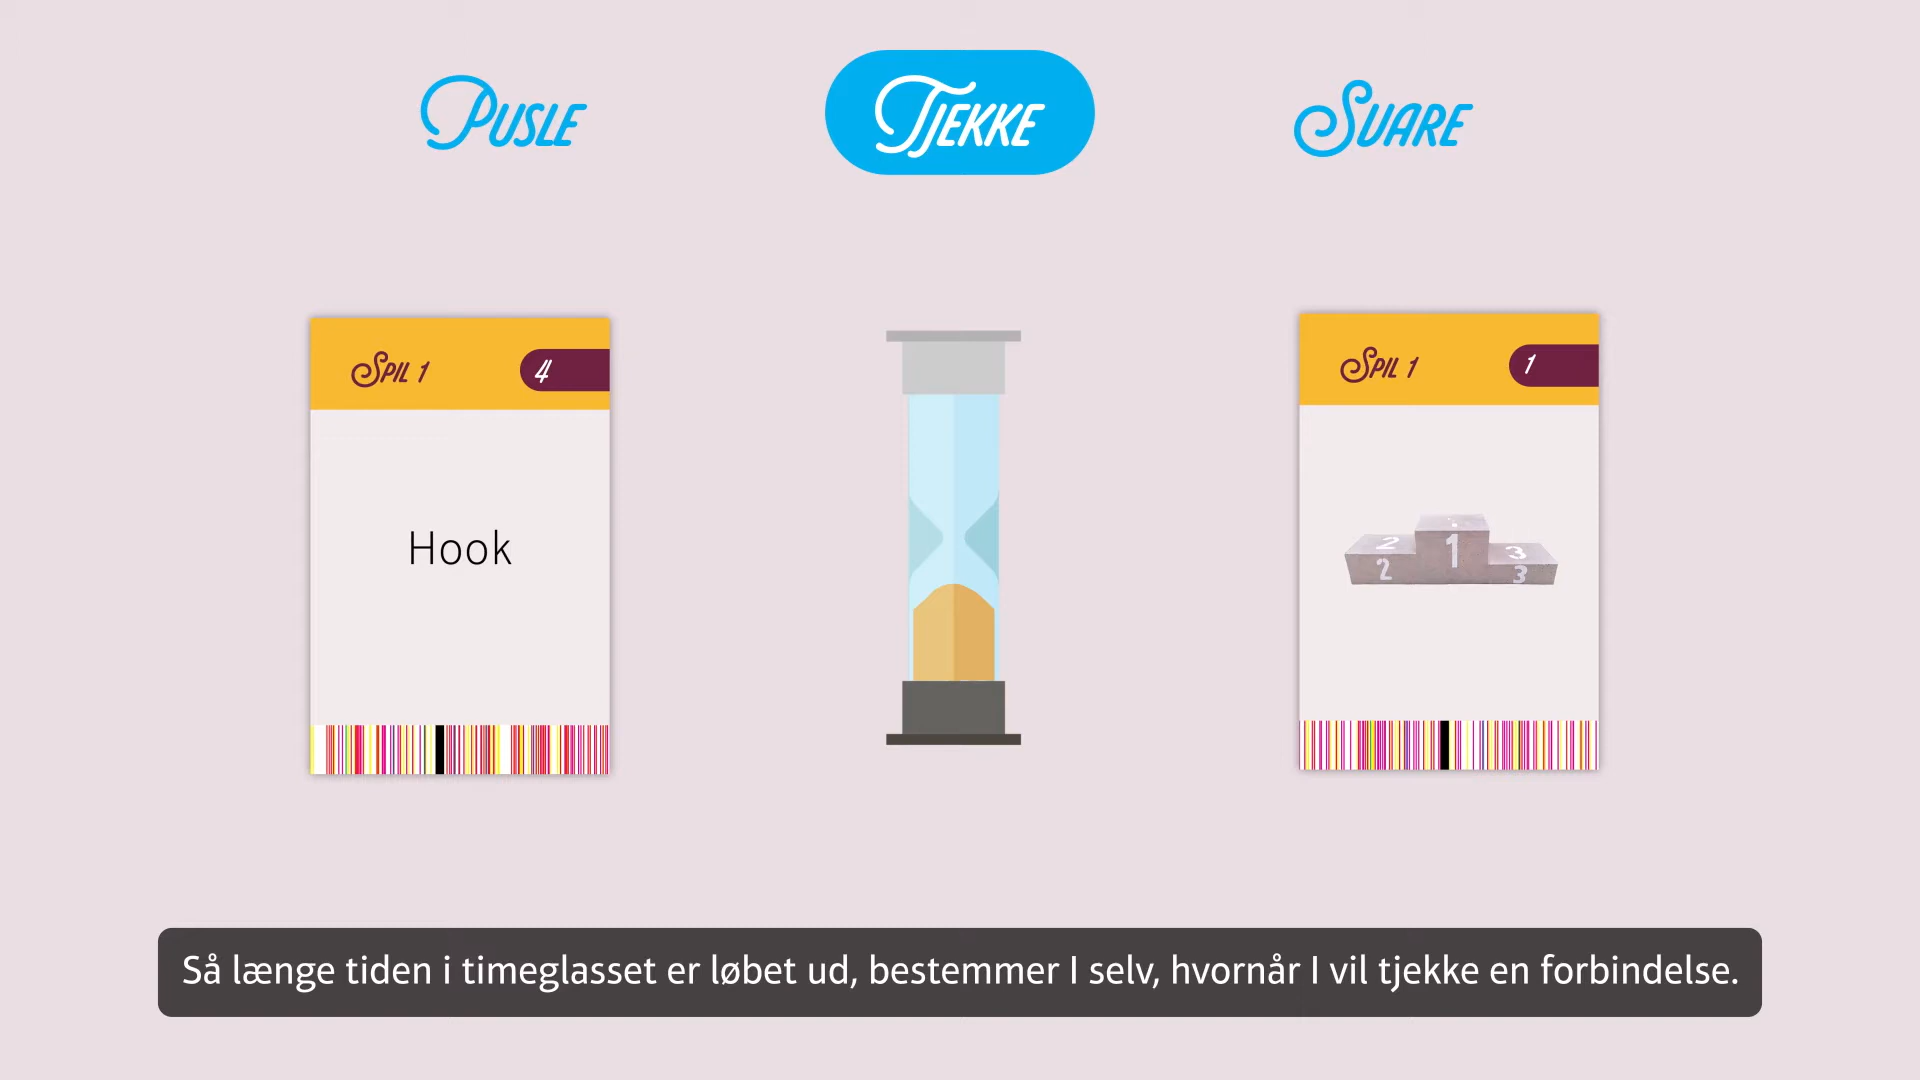 Pusle
Tjekke
Svare
Spil 1
4
Hook
Spil 1
1
2 1 3
2 3
Så længe tiden i timeglasset er løbet ud, bestemmer I selv, hvornår I vil tjekke en forbindelse.